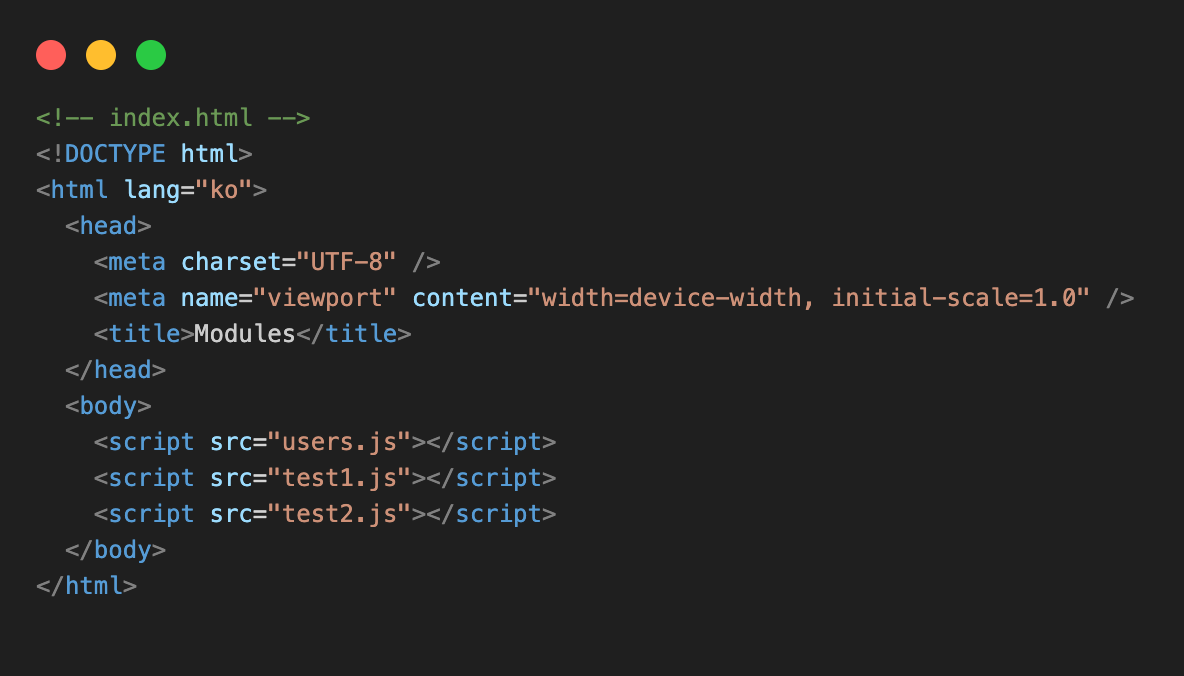 <!-- index.html -->
<!DOCTYPE html>
<html lang="ko">
  <head>
    <meta charset="UTF-8" />
    <meta name="viewport" content="width=device-width, initial-scale=1.0" />
    <title>Modules</title>
  </head>
  <body>
    <script src="users.js"></script>
    <script src="test1.js"></script>
    <script src="test2.js"></script>
  </body>
</html>